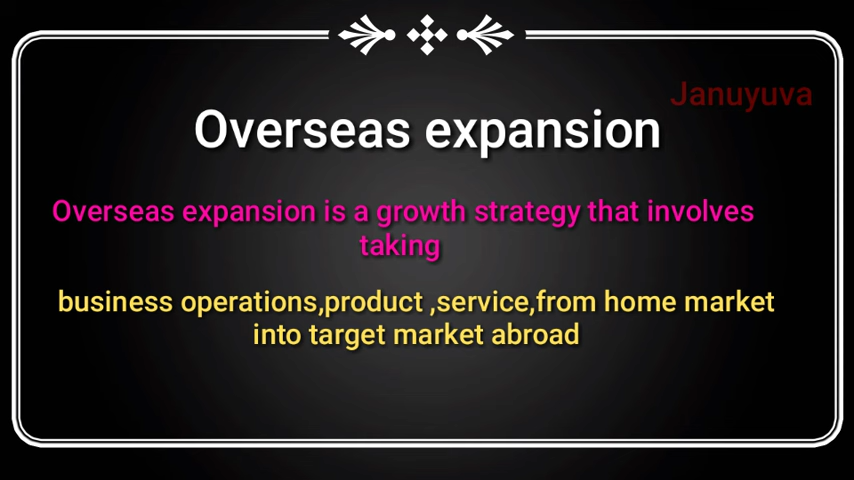 Januyuva
Overseas expansion
Overseas expansion is a growth strategy that involves
taking
business operations,product ,service,from home market
into target market abroad